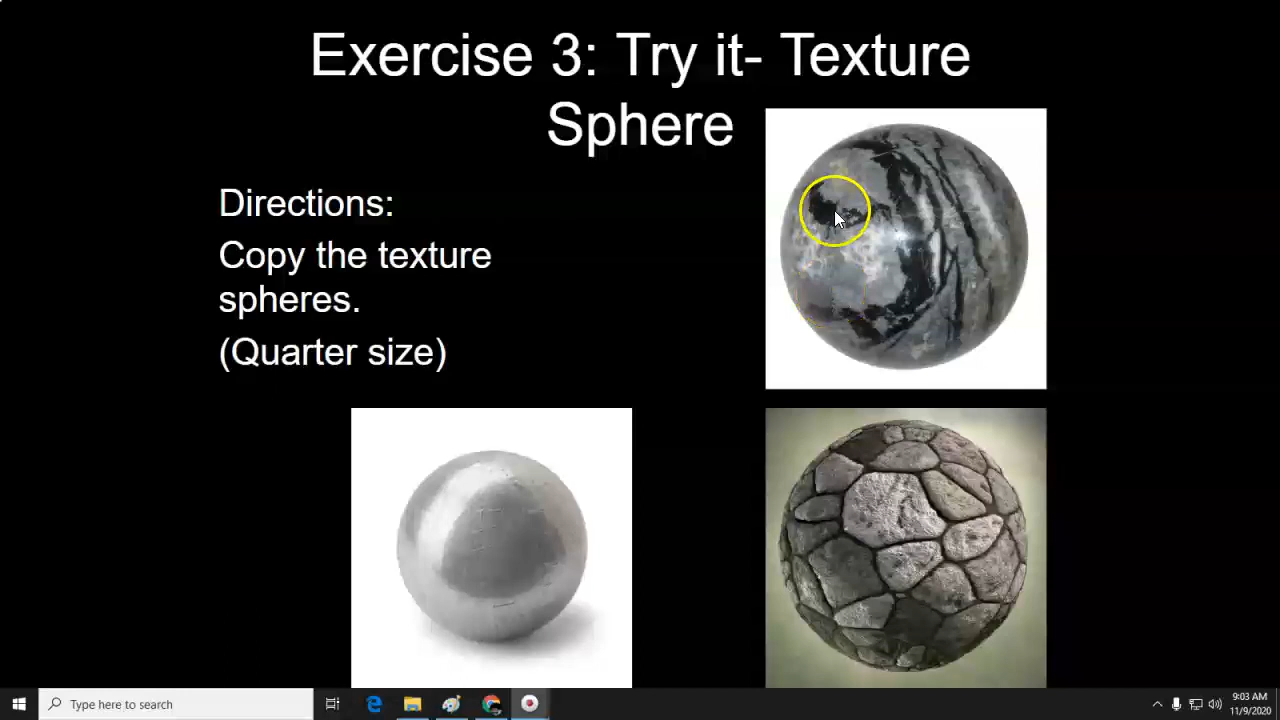 Exercise 3: Try it- Texture
Sphere
Directions:
Copy the texture
spheres.
(Quarter size)
Type here to search
9:03 AM
11/9/2020